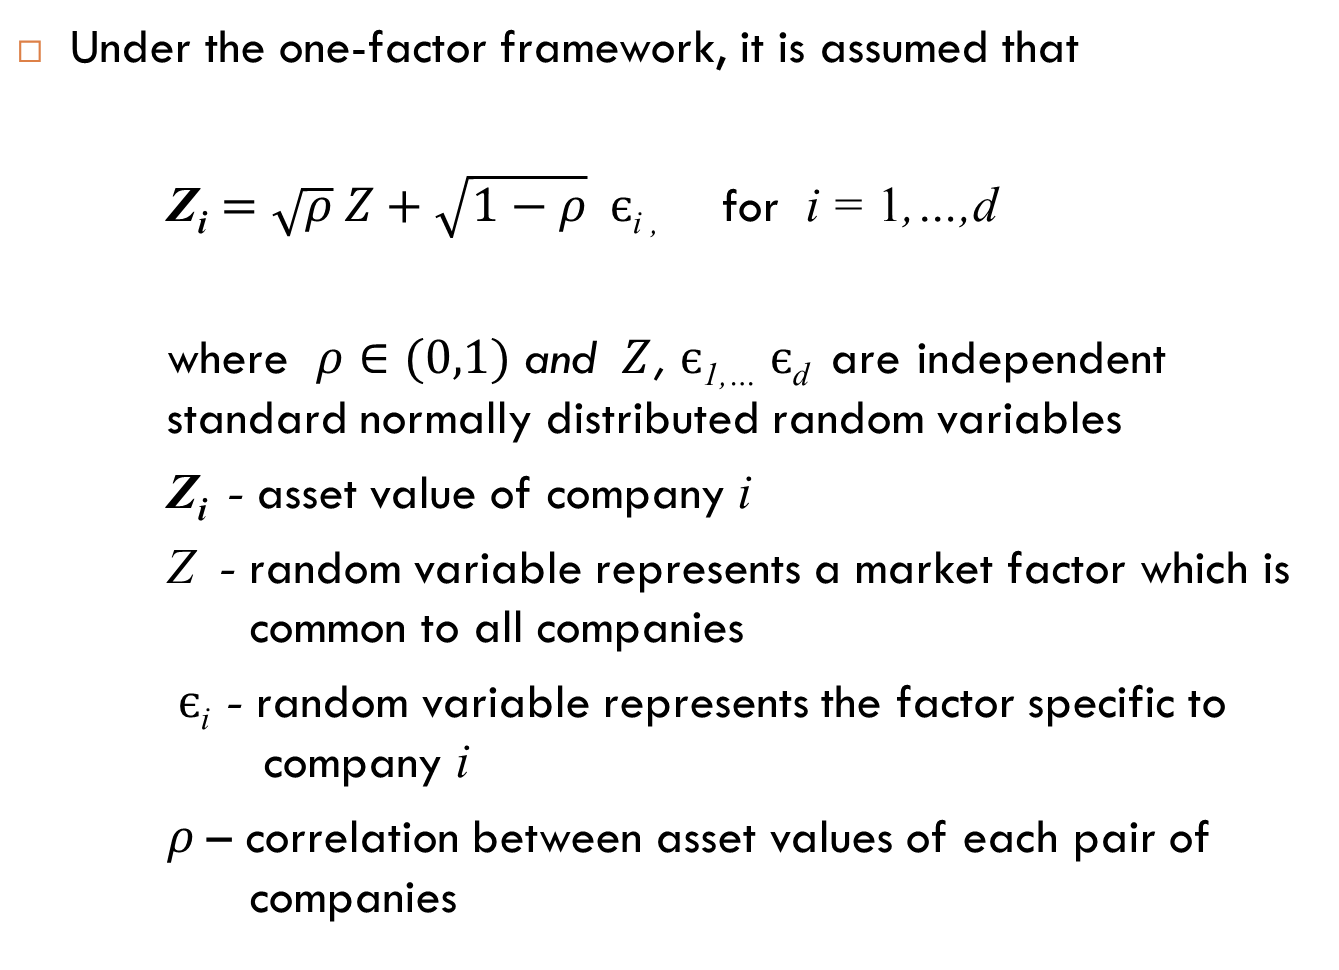 □ Under the one-factor framework, it is assumed that
Zᵢ = √ρ Z + √(1 − ρ) ϵᵢ , for i = 1,...,d
where ρ ∈ (0,1) and Z, ϵ₁,... ϵ_d are independent
standard normally distributed random variables
Zᵢ - asset value of company i
Z - random variable represents a market factor which is
common to all companies
ϵᵢ - random variable represents the factor specific to
company i
ρ – correlation between asset values of each pair of
companies